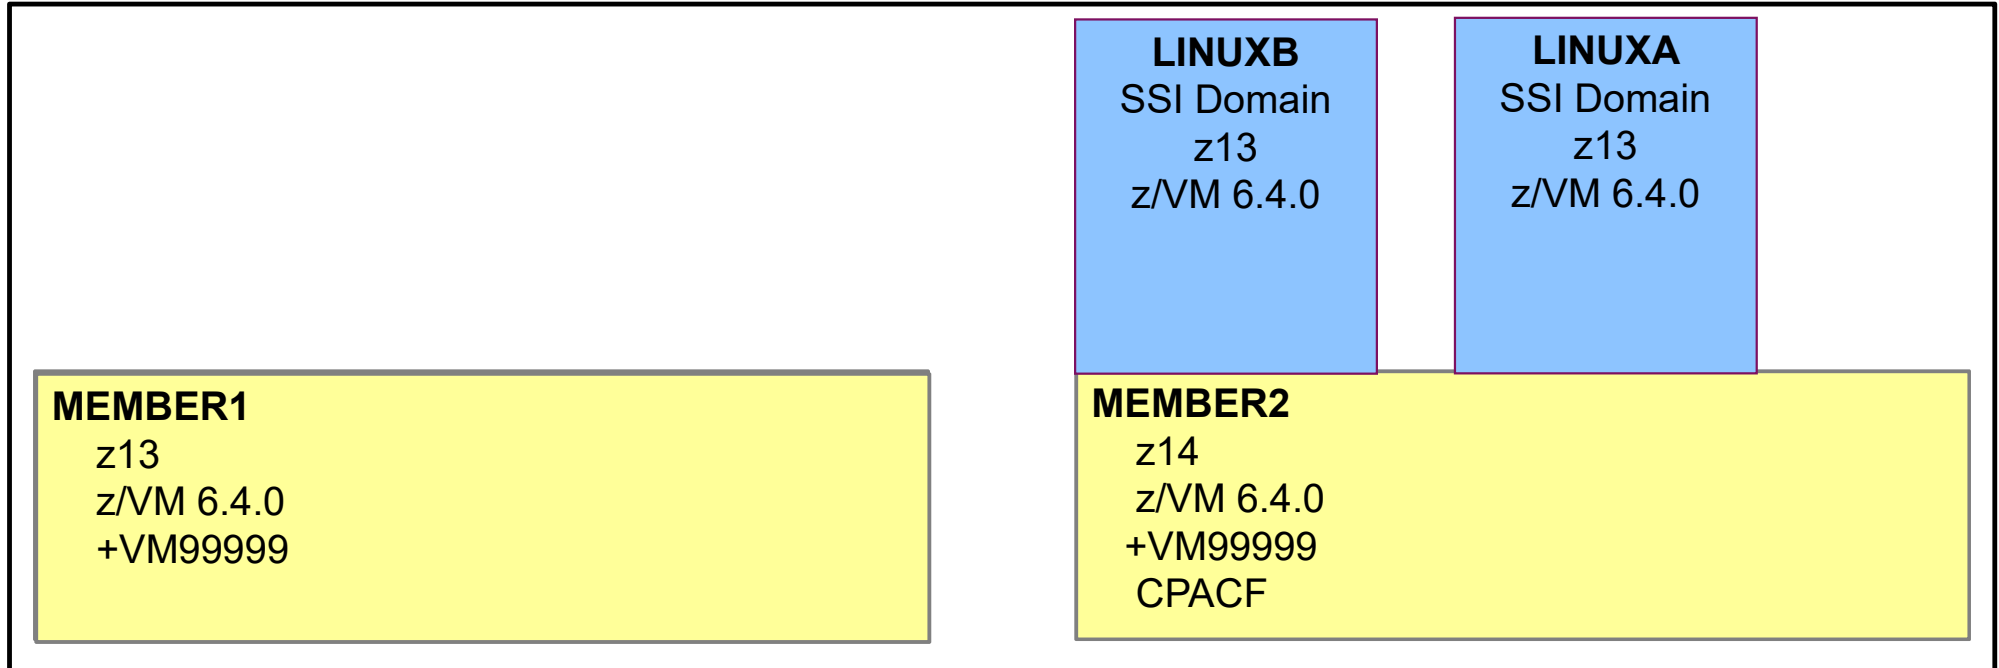 LINUXB
SSI Domain
z13
z/VM 6.4.0
LINUXA
SSI Domain
z13
z/VM 6.4.0
MEMBER1
z13
z/VM 6.4.0
+VM99999
MEMBER2
z14
z/VM 6.4.0
+VM99999
CPACF